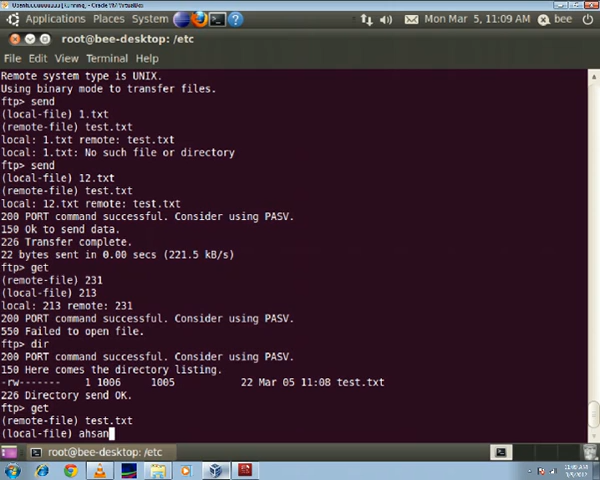 Applications Places System
Mon Mar 5, 11:09 AM bee
root@bee-desktop: /etc
File Edit View Terminal Help
Remote system type is UNIX.
Using binary mode to transfer files.
ftp> send
(local-file) 1.txt
(remote-file) test.txt
local: 1.txt remote: test.txt
local: 1.txt: No such file or directory
ftp> send
(local-file) 12.txt
(remote-file) test.txt
local: 12.txt remote: test.txt
200 PORT command successful. Consider using PASV.
150 Ok to send data.
226 Transfer complete.
22 bytes sent in 0.00 secs (221.5 kB/s)
ftp> get
(remote-file) 231
(local-file) 213
local: 213 remote: 231
200 PORT command successful. Consider using PASV.
550 Failed to open file.
ftp> dir
200 PORT command successful. Consider using PASV.
150 Here comes the directory listing.
-rw------- 1 1006 1005 22 Mar 05 11:08 test.txt
226 Directory send OK.
ftp> get
(remote-file) test.txt
(local-file) ahsan
root@bee-desktop: /etc